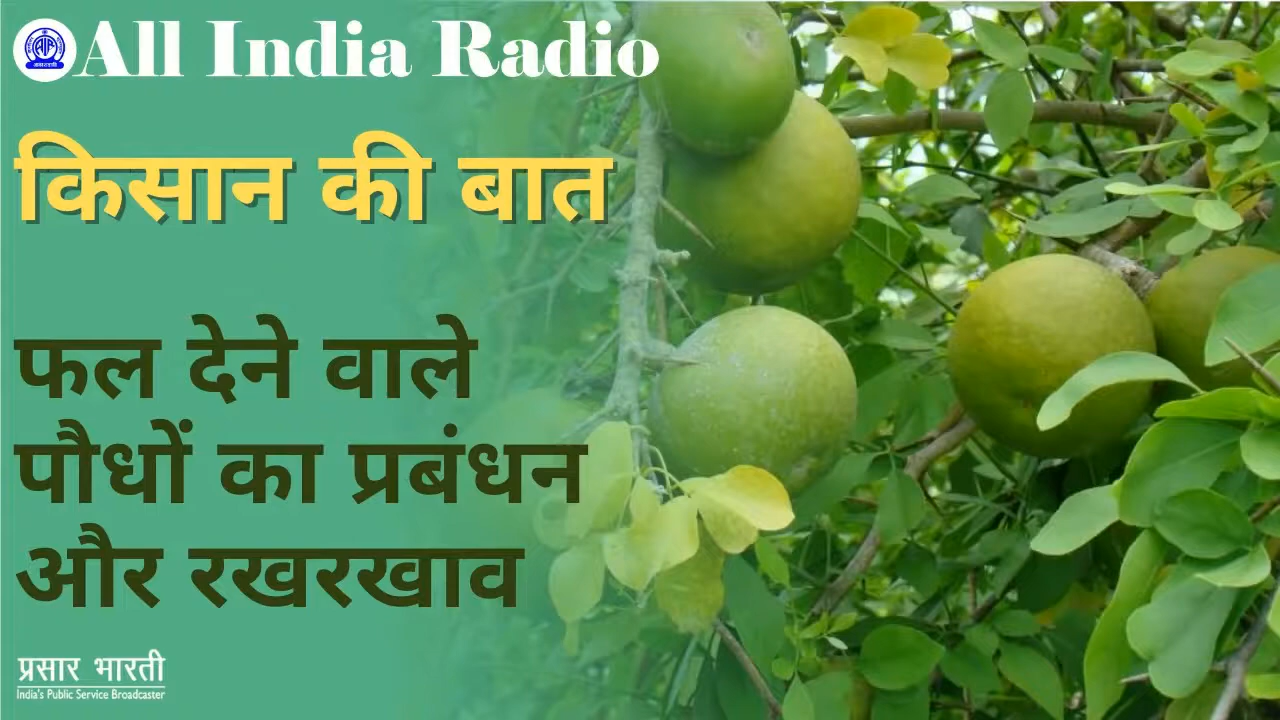 All India Radio
किसान की बात
फल देने वाले
पौधों का प्रबंधन
और रखरखाव
प्रसार भारती
India's Public Service Broadcaster